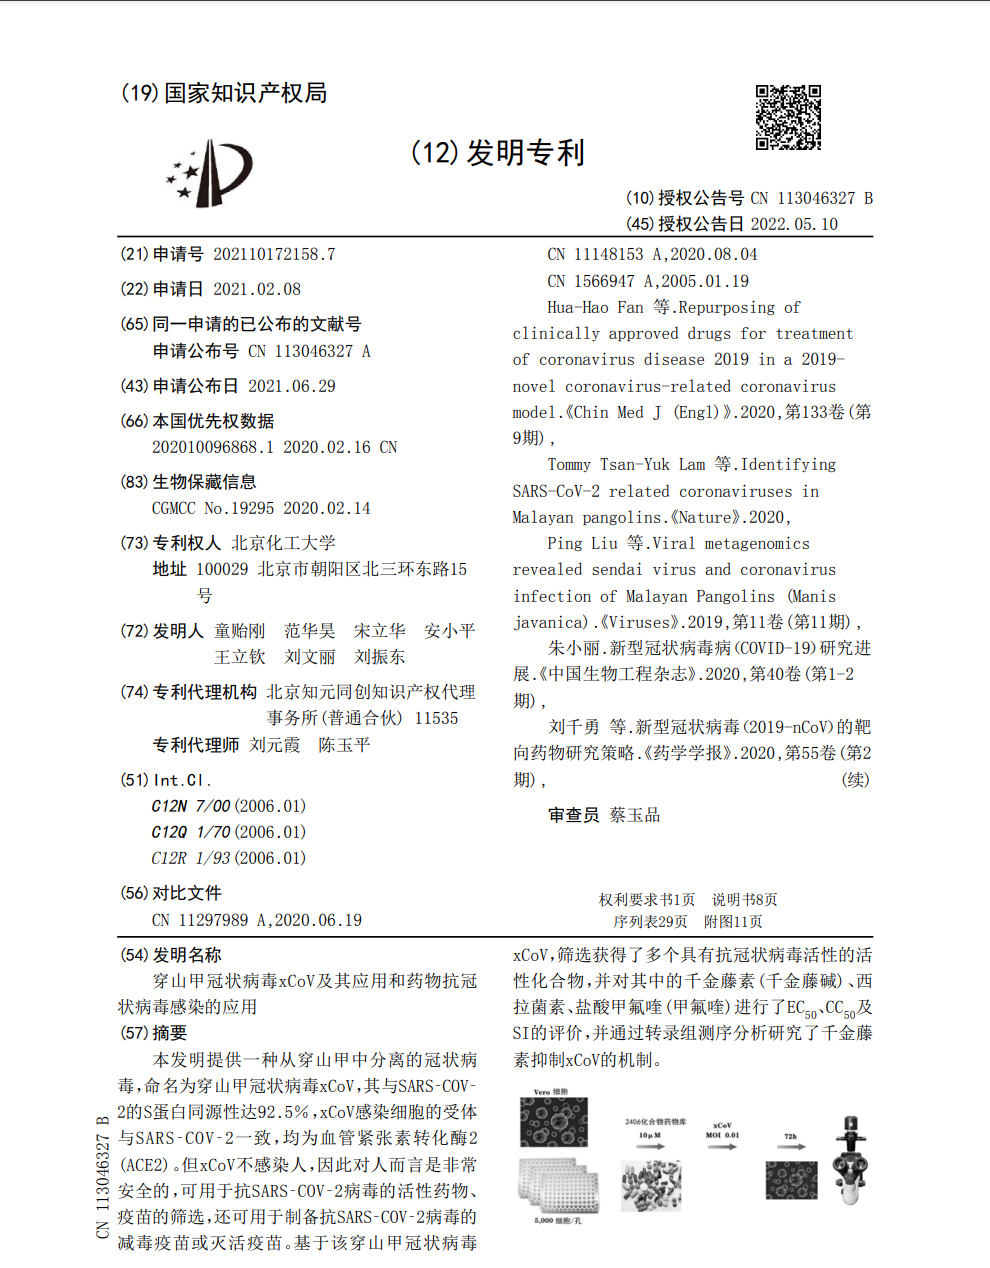 (19)国家知识产权局
(12)发明专利
(10)授权公告号 CN 113046327 B
(45)授权公告日 2022.05.10
(21)申请号 202110172158.7
(22)申请日 2021.02.08
(65)同一申请的已公布的文献号
申请公布号 CN 113046327 A
(43)申请公布日 2021.06.29
(66)本国优先权数据
202010096868.1 2020.02.16 CN
(83)生物保藏信息
CGMCC No.19295 2020.02.14
(73)专利权人 北京化工大学
地址 100029 北京市朝阳区北三环东路15
号
(72)发明人 童贻刚 范华昊 宋立华 安小平
王立钦 刘文丽 刘振东
(74)专利代理机构 北京知元同创知识产权代理
事务所(普通合伙) 11535
专利代理师 刘元霞 陈玉平
(51)Int.Cl.
C12N 7/00(2006.01)
C12Q 1/70(2006.01)
C12R 1/93(2006.01)
(56)对比文件
CN 11297989 A,2020.06.19
CN 11148153 A,2020.08.04
CN 1566947 A,2005.01.19
Hua-Hao Fan 等.Repurposing of
clinically approved drugs for treatment
of coronavirus disease 2019 in a 2019-
novel coronavirus-related coronavirus
model.《Chin Med J (Engl)》.2020,第133卷(第
9期),
Tommy Tsan-Yuk Lam 等.Identifying
SARS-CoV-2 related coronaviruses in
Malayan pangolins.《Nature》.2020,
Ping Liu 等.Viral metagenomics
revealed sendai virus and coronavirus
infection of Malayan Pangolins (Manis
javanica).《Viruses》.2019,第11卷(第11期),
朱小丽.新型冠状病毒病(COVID-19)研究进
展.《中国生物工程杂志》.2020,第40卷(第1-2
期),
刘千勇 等.新型冠状病毒(2019-nCoV)的靶
向药物研究策略.《药学学报》.2020,第55卷(第2
期), (续)
审查员 蔡玉品
权利要求书1页 说明书8页
序列表29页 附图11页
(54)发明名称
穿山甲冠状病毒xCoV及其应用和药物抗冠
状病毒感染的应用
(57)摘要
本发明提供一种从穿山甲中分离的冠状病
毒,命名为穿山甲冠状病毒xCoV,其与SARS-COV-
2的S蛋白同源性达92.5%,xCoV感染细胞的受体
与SARS-COV-2一致,均为血管紧张素转化酶2
(ACE2)。但xCoV不感染人,因此对人而言是非常
安全的,可用于抗SARS-COV-2病毒的活性药物、
疫苗的筛选,还可用于制备抗SARS-COV-2病毒的
减毒疫苗或灭活疫苗。基于该穿山甲冠状病毒
xCoV,筛选获得了多个具有抗冠状病毒活性的活
性化合物,并对其中的千金藤素(千金藤碱)、西
拉菌素、盐酸甲氟喹(甲氟喹)进行了EC50、CC50及
SI的评价,并通过转录组测序分析研究了千金藤
素抑制xCoV的机制。
Vero 细胞
2406化合物药物库
10μM
xCoV
MOI 0.01
72h
5,000 细胞/孔
CN 113046327 B